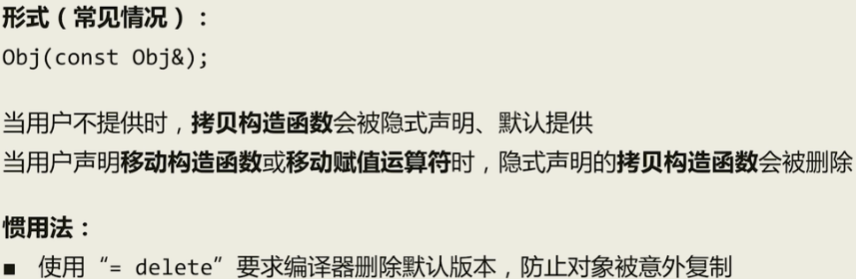 形式（常见情况）：
Obj(const Obj&);
当用户不提供时，拷贝构造函数会被隐式声明、默认提供
当用户声明移动构造函数或移动赋值运算符时，隐式声明的拷贝构造函数会被删除
惯用法：
■ 使用“= delete”要求编译器删除默认版本，防止对象被意外复制